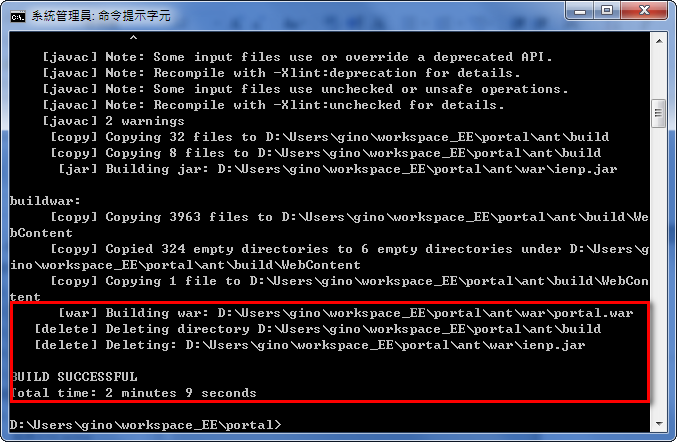 系統管理員: 命令提示字元
^
[javac] Note: Some input files use or override a deprecated API.
[javac] Note: Recompile with -Xlint:deprecation for details.
[javac] Note: Some input files use unchecked or unsafe operations.
[javac] Note: Recompile with -Xlint:unchecked for details.
[javac] 2 warnings
[copy] Copying 32 files to D:\Users\gino\workspace_EE\portal\ant\build
[copy] Copying 8 files to D:\Users\gino\workspace_EE\portal\ant\build
[jar] Building jar: D:\Users\gino\workspace_EE\portal\ant\war\ienp.jar
buildwar:
[copy] Copying 3963 files to D:\Users\gino\workspace_EE\portal\ant\build\We
bContent
[copy] Copied 324 empty directories to 6 empty directories under D:\Users\g
ino\workspace_EE\portal\ant\build\WebContent
[copy] Copying 1 file to D:\Users\gino\workspace_EE\portal\ant\build\WebCon
tent
[war] Building war: D:\Users\gino\workspace_EE\portal\ant\war\portal.war
[delete] Deleting directory D:\Users\gino\workspace_EE\portal\ant\build
[delete] Deleting: D:\Users\gino\workspace_EE\portal\ant\war\ienp.jar
BUILD SUCCESSFUL
Total time: 2 minutes 9 seconds
D:\Users\gino\workspace_EE\portal>